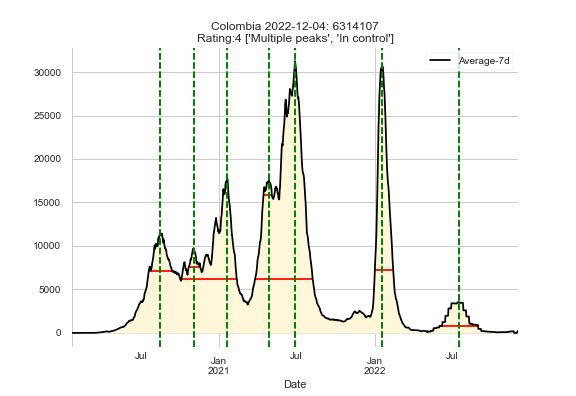 Colombia 2022-12-04: 6314107
Rating:4 ['Multiple peaks', 'In control']
Average-7d
30000
25000
20000
15000
10000
5000
0
Jul
Jan
2021
Jul
Jan
2022
Jul
Date